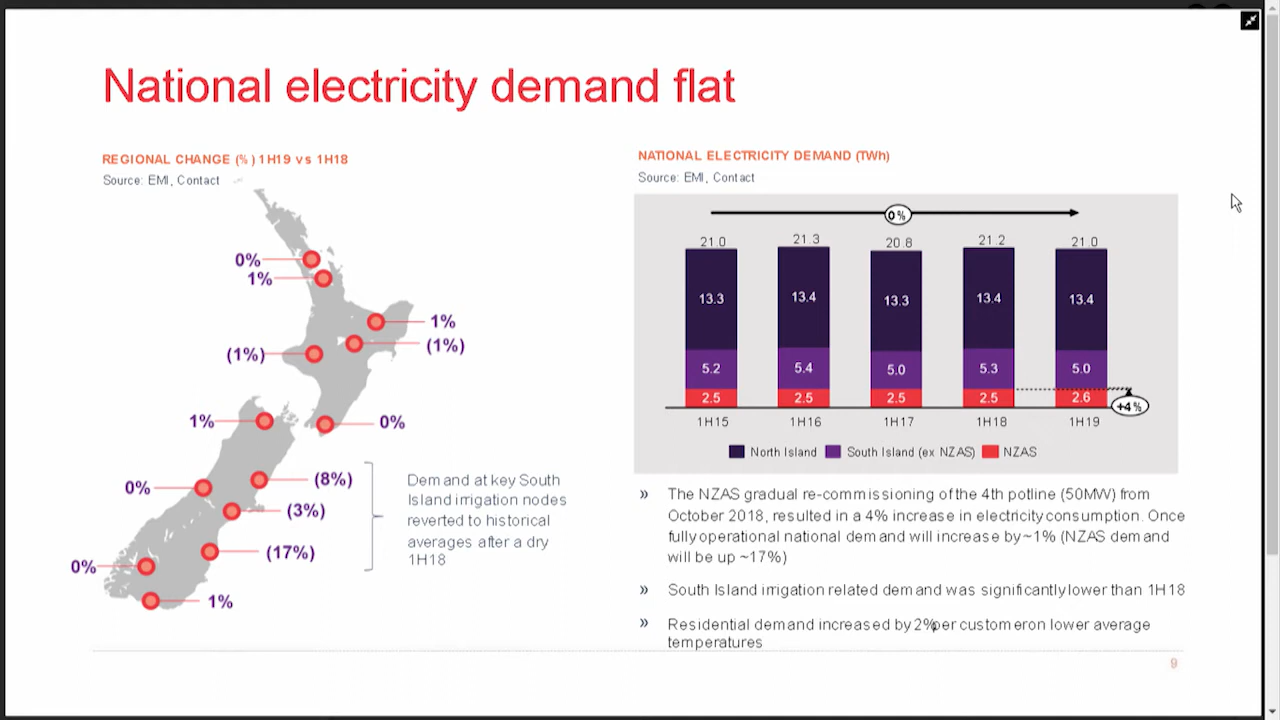 National electricity demand flat
REGIONAL CHANGE (%) 1H19 vs 1H18
Source: EMI, Contact
0%
1%
1%
(1%)
(1%)
1%
0%
(8%)
0%
(3%)
(17%)
0%
1%
Demand at key South
Island irrigation nodes
reverted to historical
averages after a dry
1H18
NATIONAL ELECTRICITY DEMAND (TWh)
Source: EMI, Contact
0%
21.0 21.3 20.8 21.2 21.0
13.3 13.4 13.3 13.4 13.4
5.2 5.4 5.0 5.3 5.0
2.5 2.5 2.5 2.5 2.6
+4%
1H15 1H16 1H17 1H18 1H19
North Island South Island (ex NZAS) NZAS
» The NZAS gradual re-commissioning of the 4th potline (50MW) from
October 2018, resulted in a 4% increase in electricity consumption. Once
fully operational national demand will increase by ~1% (NZAS demand
will be up ~17%)
» South Island irrigation related demand was significantly lower than 1H18
» Residential demand increased by 2% per customer on lower average
temperatures
9